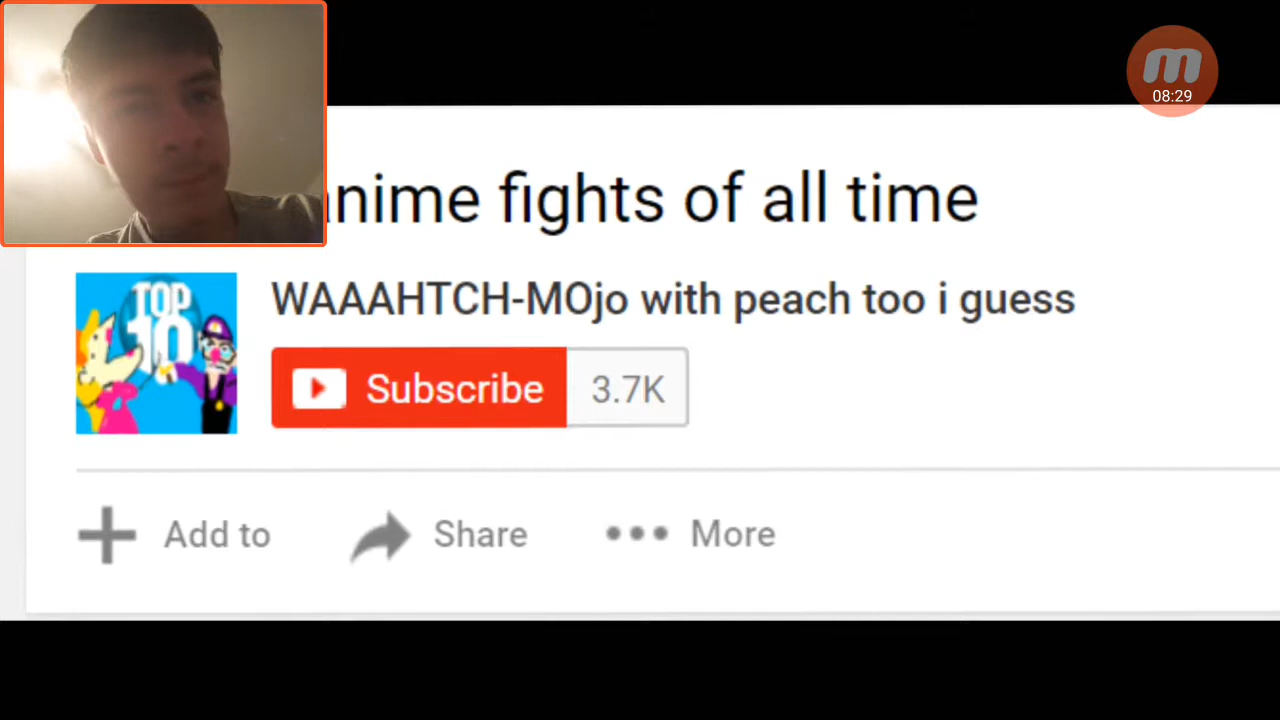 08:29
anime fights of all time
TOP
10
WAAAHTCH-MOjo with peach too i guess
Subscribe 3.7K
Add to Share More